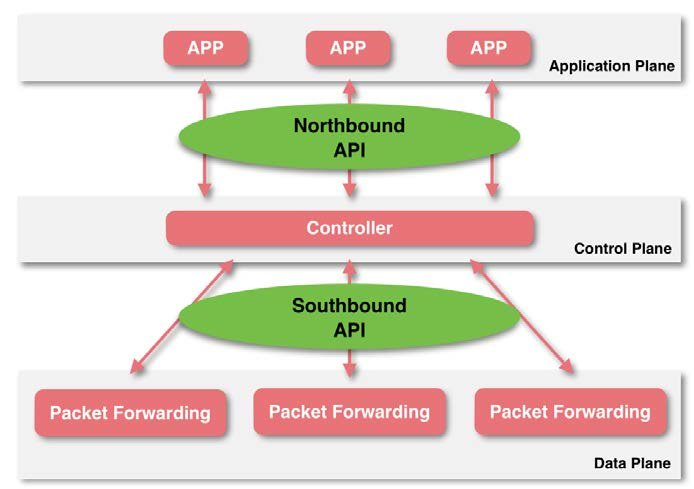 APP APP APP
Application Plane
Northbound
API
Controller
Control Plane
Southbound
API
Packet Forwarding Packet Forwarding Packet Forwarding
Data Plane